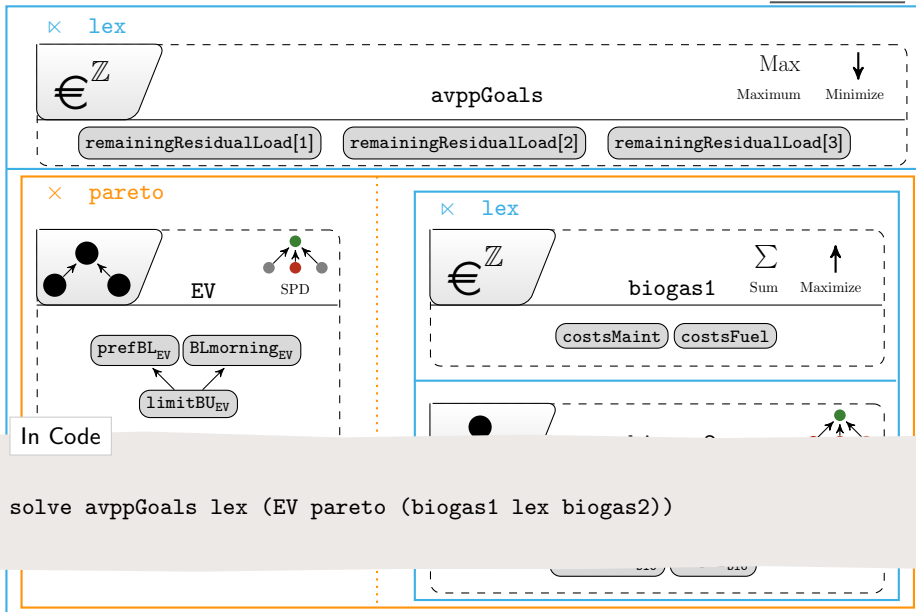 ⋉ lex
€ℤ
avppGoals
Max
Maximum
Minimize
remainingResidualLoad[1] remainingResidualLoad[2] remainingResidualLoad[3]
× pareto
EV
SPD
prefBL_EV BLmorning_EV
limitBU_EV
⋉ lex
€ℤ
biogas1
∑
Sum
Maximize
costsMaint costsFuel
In Code
solve avppGoals lex (EV pareto (biogas1 lex biogas2))